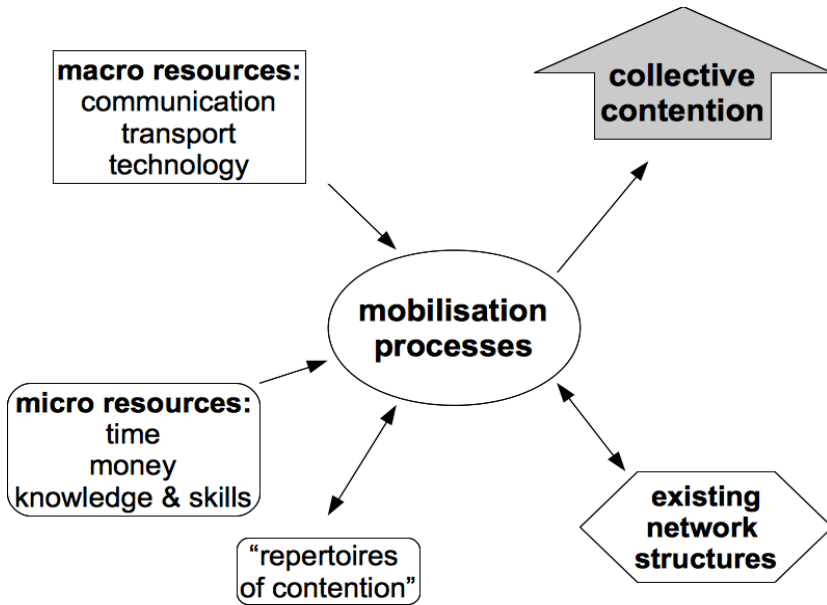 macro resources:
communication
transport
technology
collective
contention
mobilisation
processes
micro resources:
time
money
knowledge & skills
“repertoires
of contention”
existing
network
structures